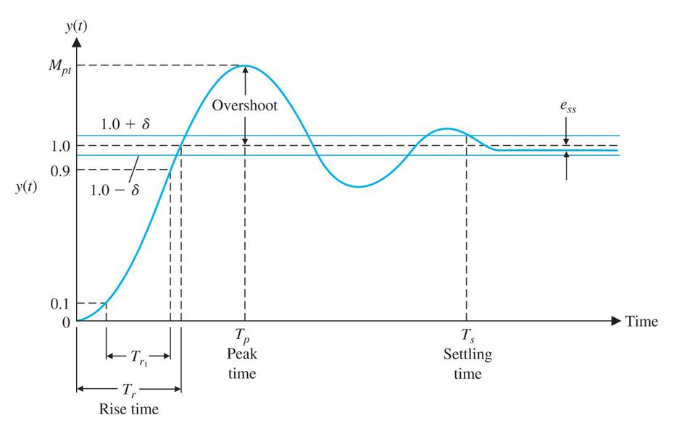 y(t)
M_pt
Overshoot
e_ss
1.0 + δ
1.0
0.9
y(t)
1.0 − δ
0.1
0
Time
T_p
Peak
time
T_s
Settling
time
T_r1
T_r
Rise time